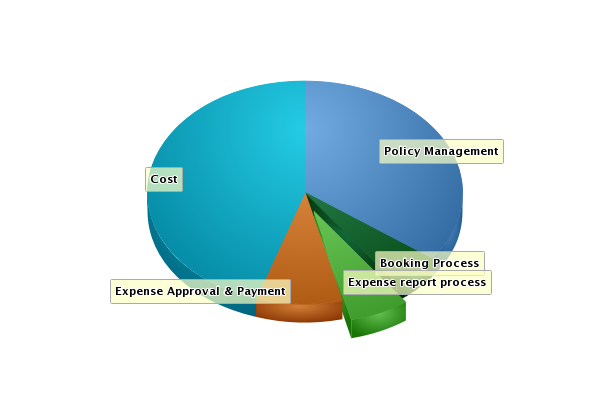 Policy Management
Cost
Booking Process
Expense report process
Expense Approval & Payment